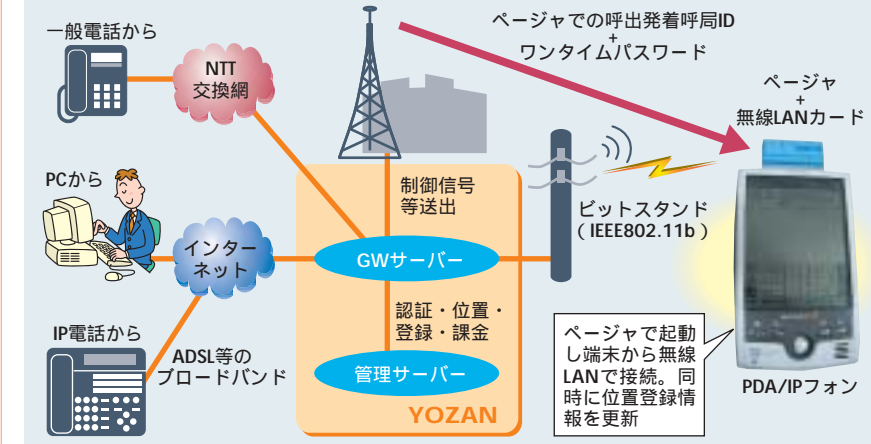 一般電話から
NTT
交換網
ページャでの呼出発着呼局ID
+
ワンタイムパスワード
ページャ
+
無線LANカード
PCから
制御信号
等送出
ビットスタンド
（IEEE802.11b）
インター
ネット
GWサーバー
認証・位置・
登録・課金
IP電話から
ADSL等の
ブロードバンド
管理サーバー
YOZAN
ページャで起動
し端末から無線
LANで接続。同
時に位置登録情
報を更新
PDA/IPフォン